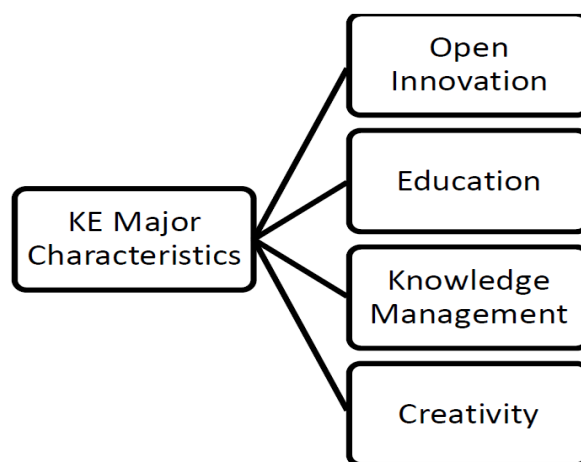 KE Major
Characteristics
Open
Innovation
Education
Knowledge
Management
Creativity